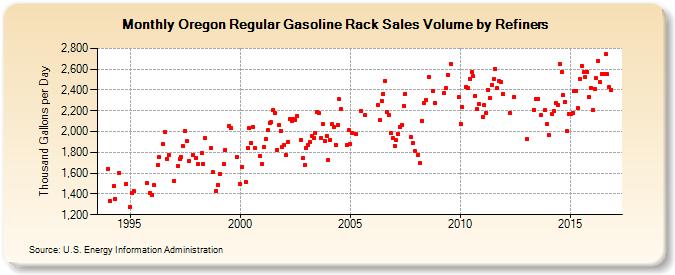 Monthly Oregon Regular Gasoline Rack Sales Volume by Refiners
Thousand Gallons per Day
2,800
2,600
2,400
2,200
2,000
1,800
1,600
1,400
1,200
1995 2000 2005 2010 2015
Source: U.S. Energy Information Administration